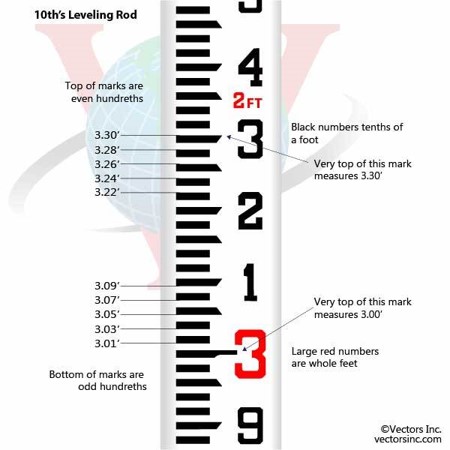 10th's Leveling Rod
Top of marks are
even hundreths
4
2FT
3.30'
3.28'
3.26'
3.24'
3.22'
3
Black numbers tenths of
a foot
Very top of this mark
measures 3.30'
2
3.09'
3.07'
3.05'
3.03'
3.01'
1
Very top of this mark
measures 3.00'
3
Large red numbers
are whole feet
Bottom of marks are
odd hundreths
9
©Vectors Inc.
vectorsinc.com